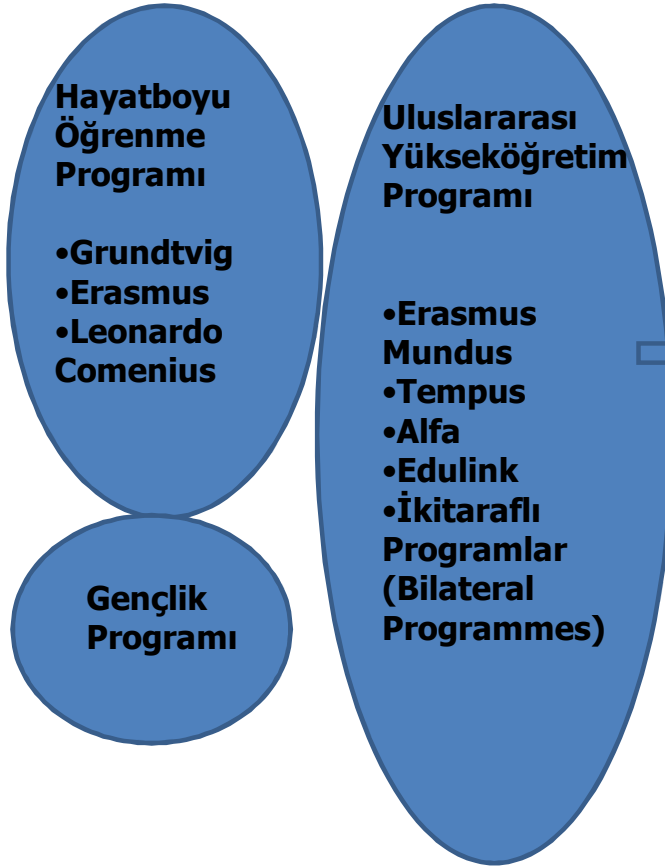 Hayatboyu
Öğrenme
Programı
•Grundtvig
•Erasmus
•Leonardo
Comenius
Gençlik
Programı
Uluslararası
Yükseköğretim
Programı
•Erasmus
Mundus
•Tempus
•Alfa
•Edulink
•İkitaraflı
Programlar
(Bilateral
Programmes)